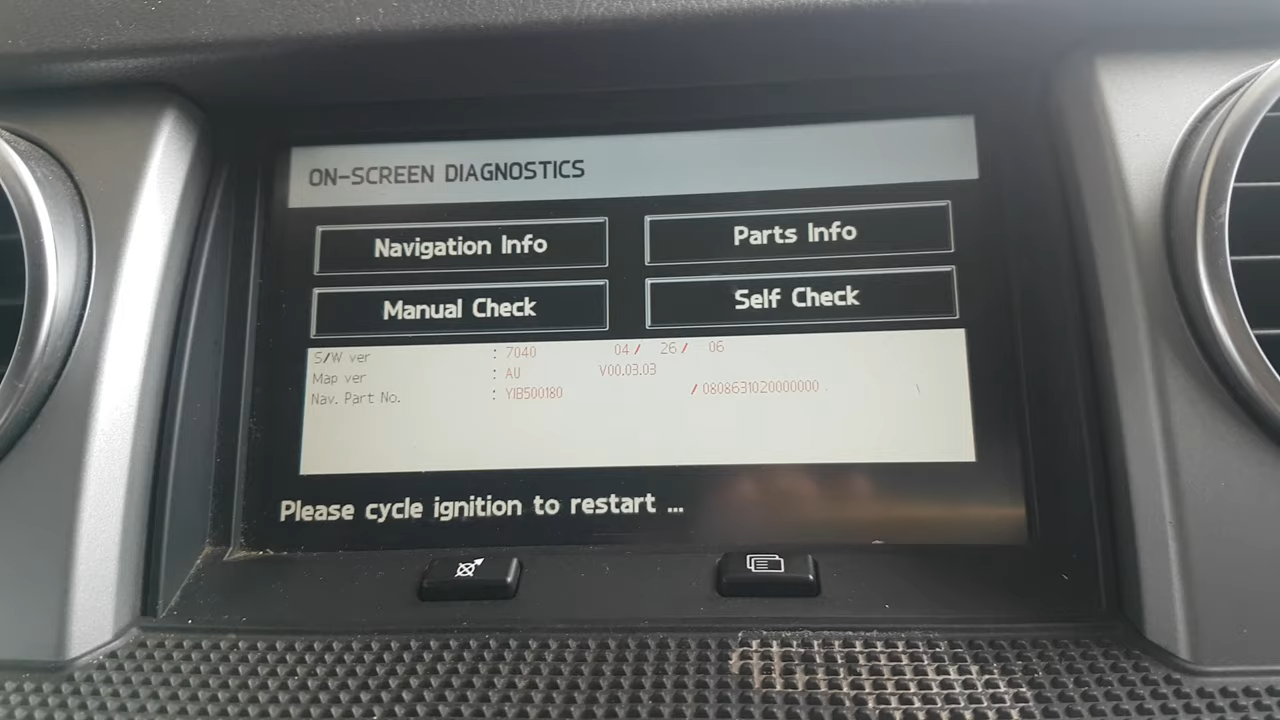 ON-SCREEN DIAGNOSTICS
Navigation Info
Parts Info
Manual Check
Self Check
S/W ver : 7040 04/ 26/ 06
Map ver : AU V00.03.03
Nav. Part No. : YIB500180 /0808631020000000
Please cycle ignition to restart ...